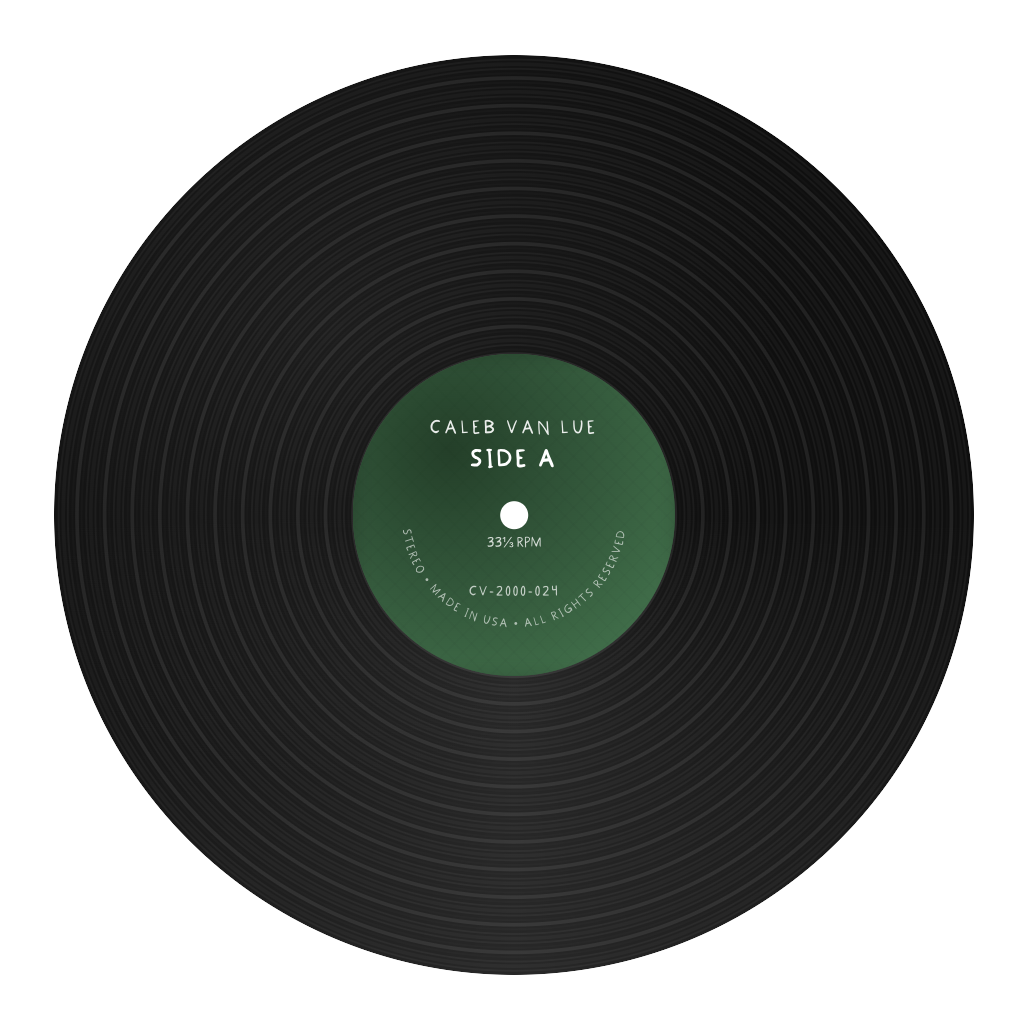 CALEB VAN LUE
SIDE A
33⅓ RPM
CV-2000-024
STEREO • MADE IN USA • ALL RIGHTS RESERVED